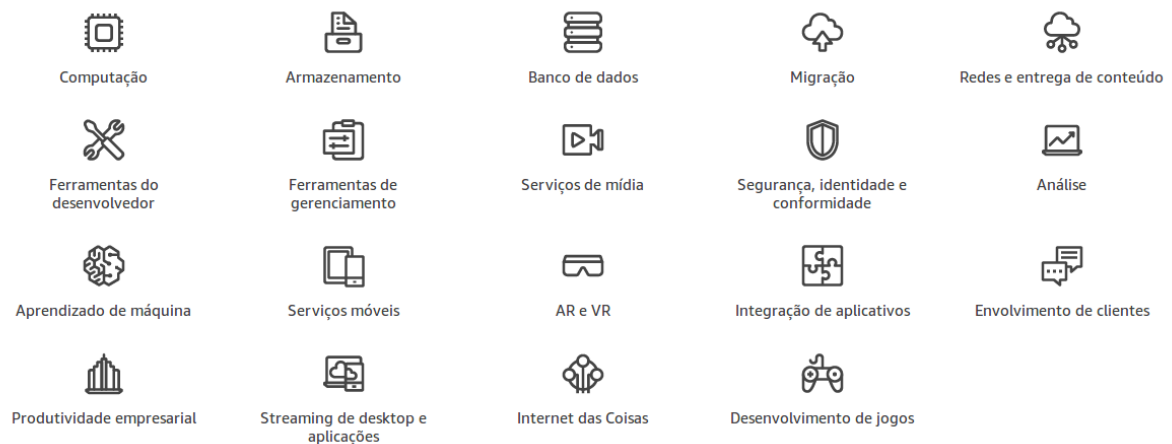 Computação
Armazenamento
Banco de dados
Migração
Redes e entrega de conteúdo
Ferramentas do
desenvolvedor
Ferramentas de
gerenciamento
Serviços de mídia
Segurança, identidade e
conformidade
Análise
Aprendizado de máquina
Serviços móveis
AR e VR
Integração de aplicativos
Envolvimento de clientes
Produtividade empresarial
Streaming de desktop e
aplicações
Internet das Coisas
Desenvolvimento de jogos